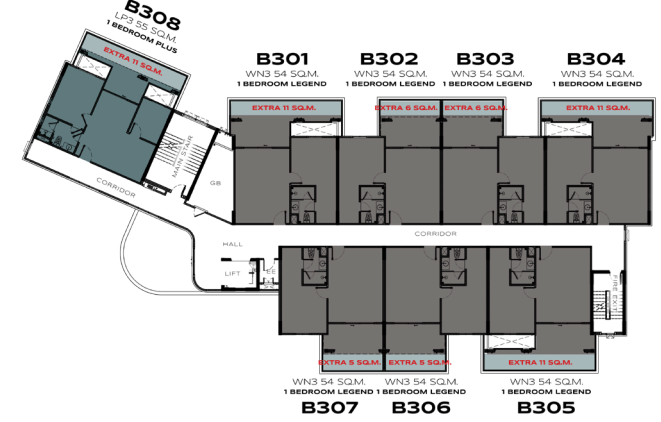 B308
LP3 55 SQ.M.
1 BEDROOM PLUS
EXTRA 11 SQ.M.
B301
WN3 54 SQ.M.
1 BEDROOM LEGEND
EXTRA 11 SQ.M.
B302
WN3 54 SQ.M.
1 BEDROOM LEGEND
EXTRA 6 SQ.M.
B303
WN3 54 SQ.M.
1 BEDROOM LEGEND
EXTRA 6 SQ.M.
B304
WN3 54 SQ.M.
1 BEDROOM LEGEND
EXTRA 11 SQ.M.
MAIN STAIR
GB
CORRIDOR
CORRIDOR
HALL
LIFT
EE
FIRE EXIT
EXTRA 5 SQ.M.
WN3 54 SQ.M.
1 BEDROOM LEGEND
B307
EXTRA 5 SQ.M.
WN3 54 SQ.M.
1 BEDROOM LEGEND
B306
EXTRA 11 SQ.M.
WN3 54 SQ.M.
1 BEDROOM LEGEND
B305